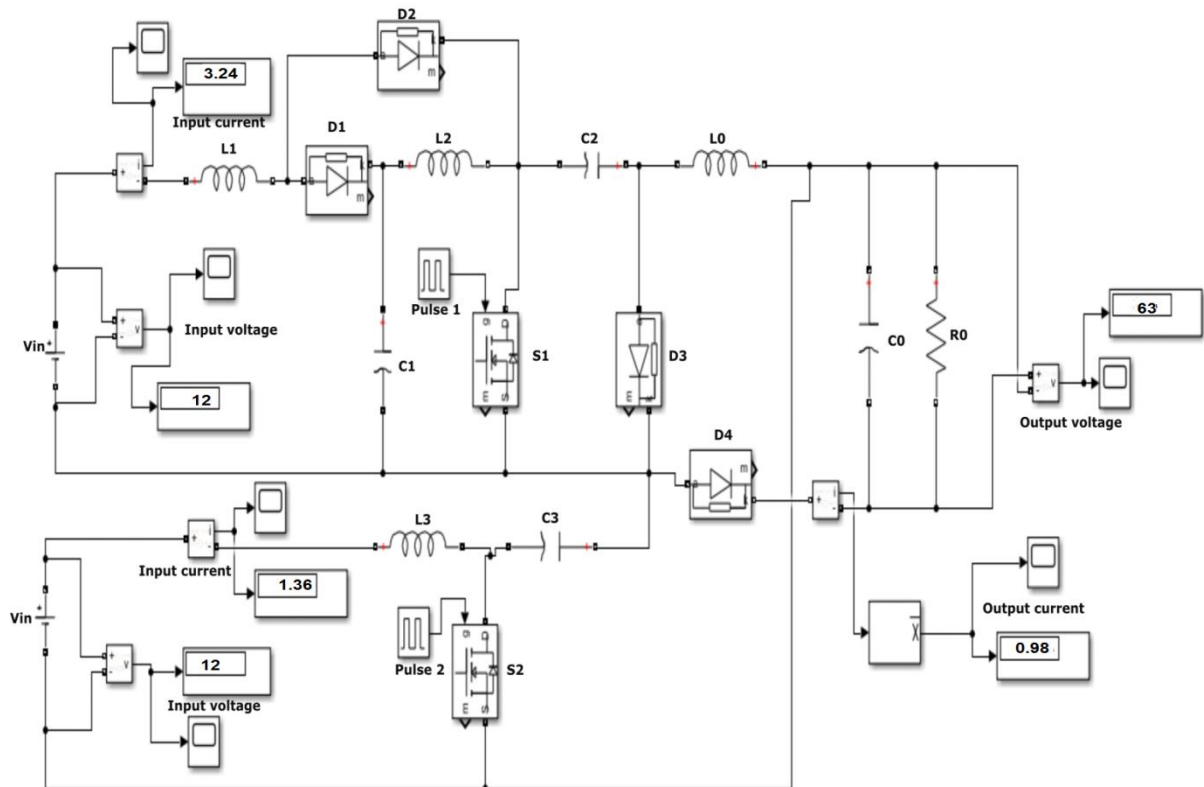 D2
3.24
Input current
D1
L1
L2
C2
L0
Pulse 1
Input voltage
Vin
+
12
C1
S1
D3
C0
R0
63
Output voltage
D4
L3
C3
Input current
1.36
Vin
+
Pulse 2
S2
12
Input voltage
Output current
0.98